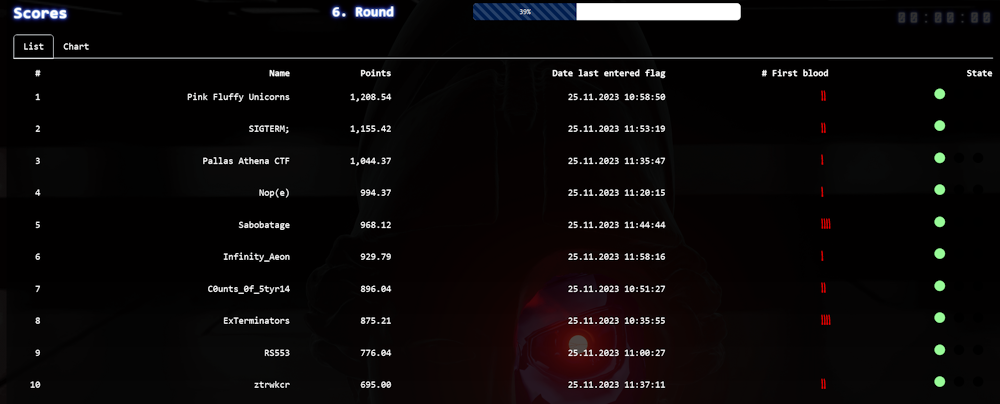 Scores 6. Round 39% 00:00:00
List Chart
# Name Points Date last entered flag # First blood State
1 Pink Fluffy Unicorns 1,208.54 25.11.2023 10:58:50
2 SIGTERM; 1,155.42 25.11.2023 11:53:19
3 Pallas Athena CTF 1,044.37 25.11.2023 11:35:47
4 Nop(e) 994.37 25.11.2023 11:20:15
5 Sabobatage 968.12 25.11.2023 11:44:44
6 Infinity_Aeon 929.79 25.11.2023 11:58:16
7 C0unts_0f_5tyr14 896.04 25.11.2023 10:51:27
8 ExTerminators 875.21 25.11.2023 10:35:55
9 RS553 776.04 25.11.2023 11:00:27
10 ztrwkcr 695.00 25.11.2023 11:37:11